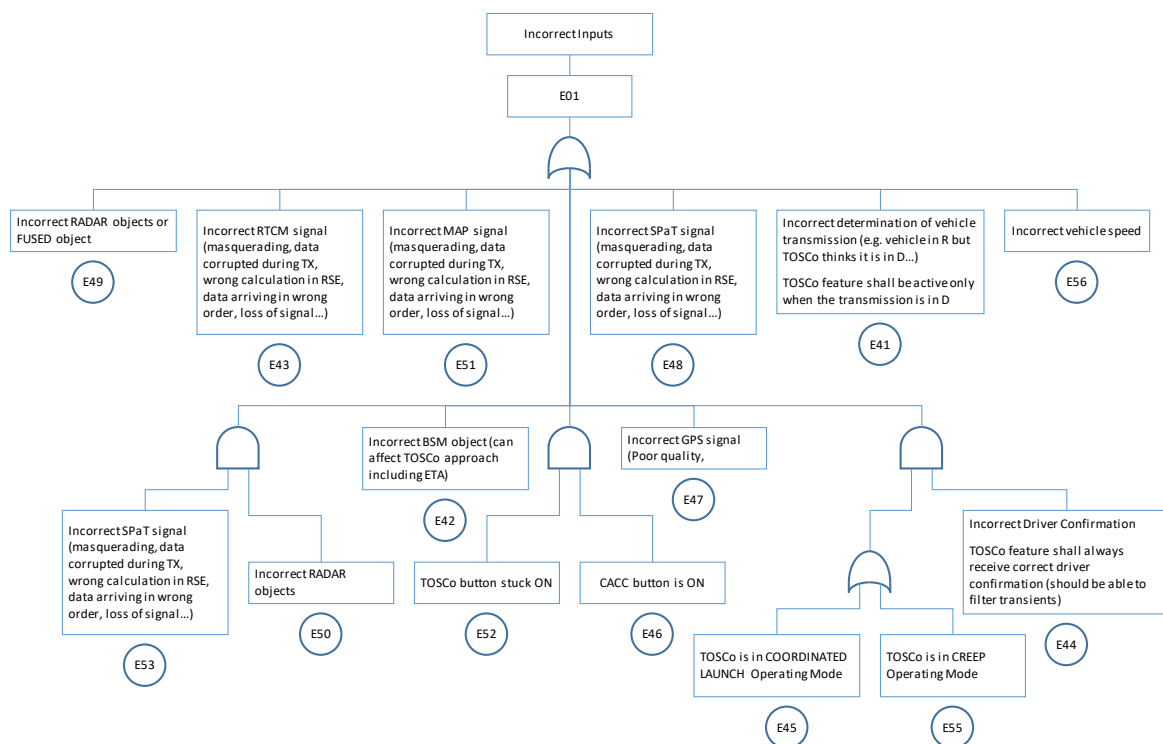 Incorrect Inputs
E01
Incorrect RADAR objects or
FUSED object
E49
Incorrect RTCM signal
(masquerading, data
corrupted during TX,
wrong calculation in RSE,
data arriving in wrong
order, loss of signal...)
E43
Incorrect MAP signal
(masquerading, data
corrupted during TX,
wrong calculation in RSE,
data arriving in wrong
order, loss of signal...)
E51
Incorrect SPaT signal
(masquerading, data
corrupted during TX,
wrong calculation in RSE,
data arriving in wrong
order, loss of signal...)
E48
Incorrect determination of vehicle
transmission (e.g. vehicle in R but
TOSCo thinks it is in D...)
TOSCo feature shall be active only
when the transmission is in D
E41
Incorrect vehicle speed
E56
Incorrect SPaT signal
(masquerading, data
corrupted during TX,
wrong calculation in RSE,
data arriving in wrong
order, loss of signal...)
E53
Incorrect RADAR
objects
E50
Incorrect BSM object (can
affect TOSCo approach
including ETA)
E42
TOSCo button stuck ON
E52
CACC button is ON
E46
Incorrect GPS signal
(Poor quality,
E47
TOSCo is in COORDINATED
LAUNCH Operating Mode
E45
TOSCo is in CREEP
Operating Mode
E55
Incorrect Driver Confirmation
TOSCo feature shall always
receive correct driver
confirmation (should be able to
filter transients)
E44